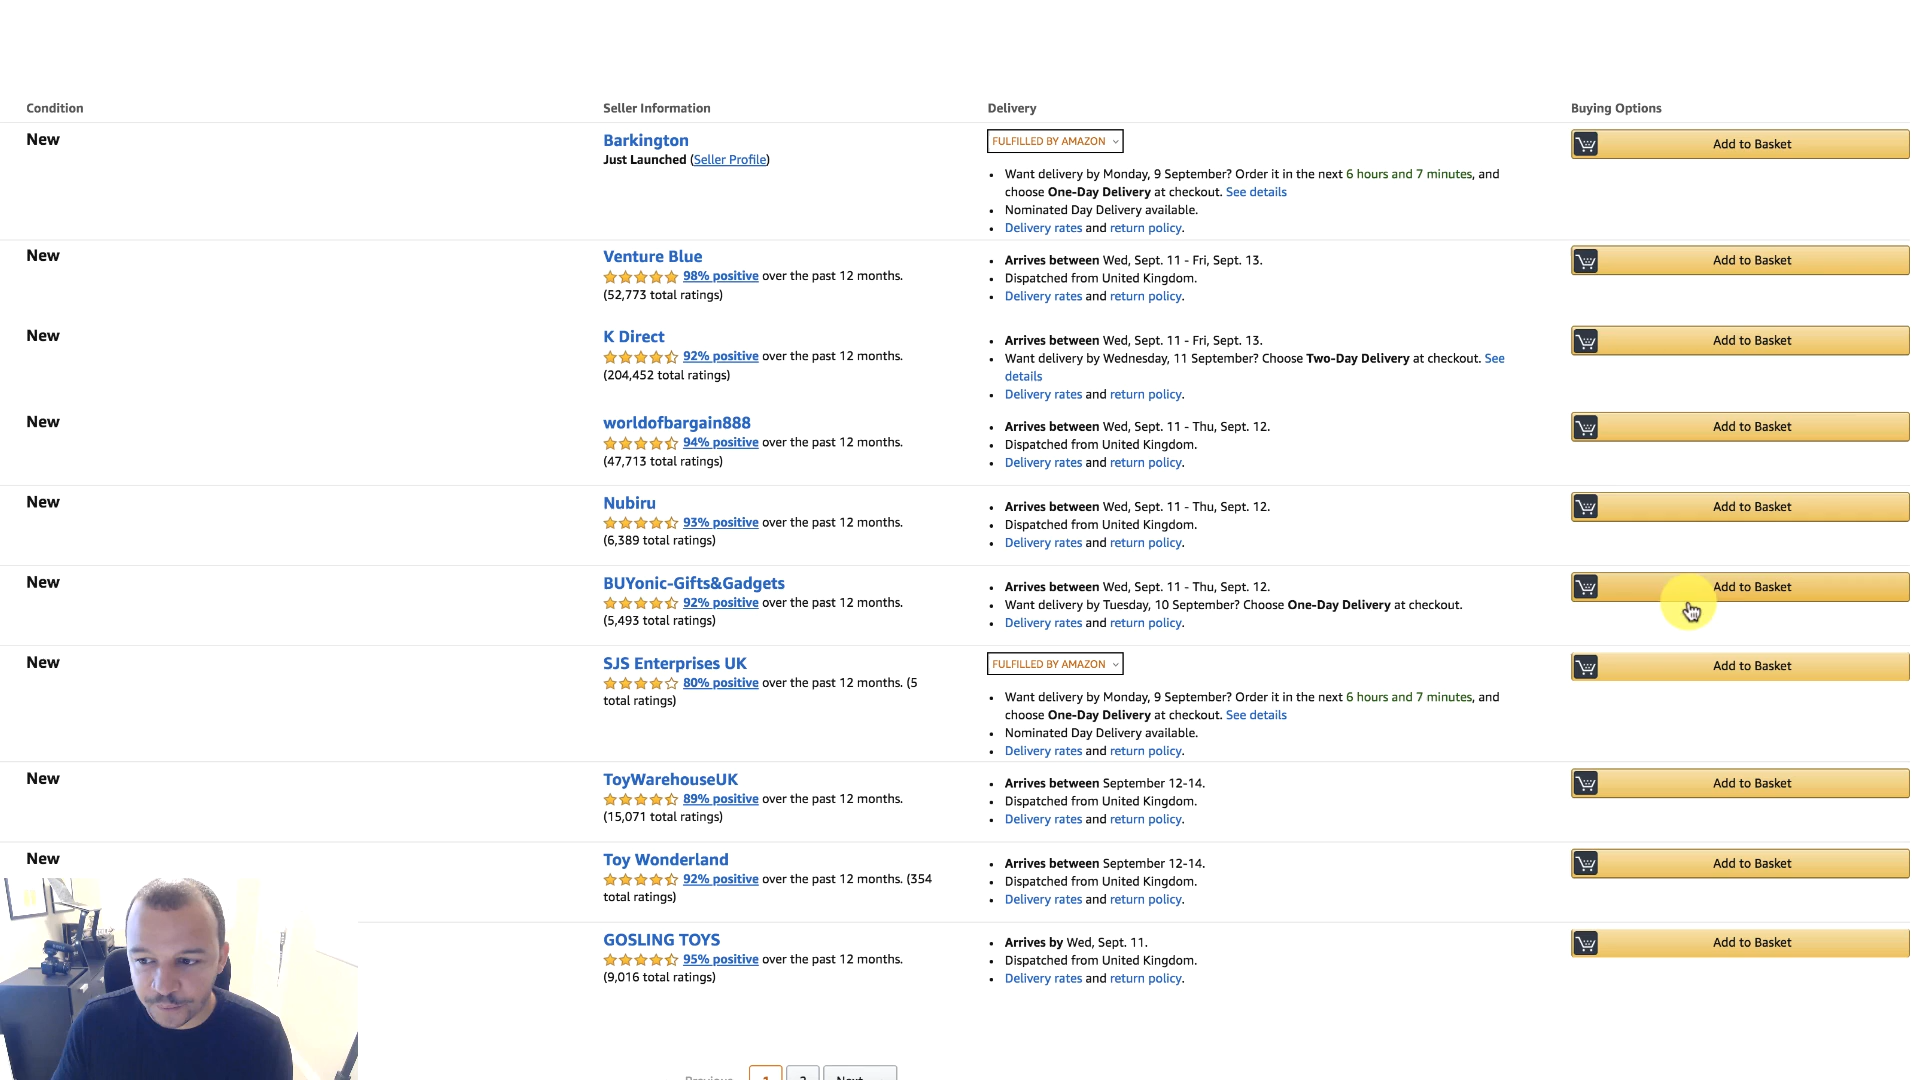 Condition
Seller Information
Delivery
Buying Options
New
Barkington
Just Launched (Seller Profile)
FULFILLED BY AMAZON
Want delivery by Monday, 9 September? Order it in the next 6 hours and 7 minutes, and
choose One-Day Delivery at checkout. See details
Nominated Day Delivery available.
Delivery rates and return policy.
Add to Basket
New
Venture Blue
98% positive over the past 12 months.
(52,773 total ratings)
Arrives between Wed, Sept. 11 - Fri, Sept. 13.
Dispatched from United Kingdom.
Delivery rates and return policy.
Add to Basket
New
K Direct
92% positive over the past 12 months.
(204,452 total ratings)
Arrives between Wed, Sept. 11 - Fri, Sept. 13.
Want delivery by Wednesday, 11 September? Choose Two-Day Delivery at checkout. See
details
Delivery rates and return policy.
Add to Basket
New
worldofbargain888
94% positive over the past 12 months.
(47,713 total ratings)
Arrives between Wed, Sept. 11 - Thu, Sept. 12.
Dispatched from United Kingdom.
Delivery rates and return policy.
Add to Basket
New
Nubiru
93% positive over the past 12 months.
(6,389 total ratings)
Arrives between Wed, Sept. 11 - Thu, Sept. 12.
Dispatched from United Kingdom.
Delivery rates and return policy.
Add to Basket
New
BUYonic-Gifts&Gadgets
92% positive over the past 12 months.
(5,493 total ratings)
Arrives between Wed, Sept. 11 - Thu, Sept. 12.
Want delivery by Tuesday, 10 September? Choose One-Day Delivery at checkout.
Delivery rates and return policy.
Add to Basket
New
SJS Enterprises UK
80% positive over the past 12 months. (5
total ratings)
FULFILLED BY AMAZON
Want delivery by Monday, 9 September? Order it in the next 6 hours and 7 minutes, and
choose One-Day Delivery at checkout. See details
Nominated Day Delivery available.
Delivery rates and return policy.
Add to Basket
New
ToyWarehouseUK
89% positive over the past 12 months.
(15,071 total ratings)
Arrives between September 12-14.
Dispatched from United Kingdom.
Delivery rates and return policy.
Add to Basket
New
Toy Wonderland
92% positive over the past 12 months. (354
total ratings)
Arrives between September 12-14.
Dispatched from United Kingdom.
Delivery rates and return policy.
Add to Basket
GOSLING TOYS
95% positive over the past 12 months.
(9,016 total ratings)
Arrives by Wed, Sept. 11.
Dispatched from United Kingdom.
Delivery rates and return policy.
Add to Basket